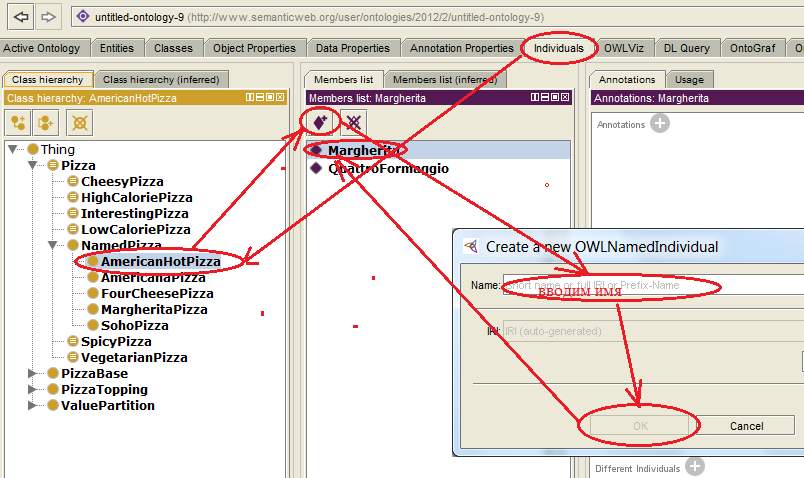 untitled-ontology-9 (http://www.semanticweb.org/user/ontologies/2012/2/untitled-ontology-9)
Active Ontology Entities Classes Object Properties Data Properties Annotation Properties Individuals OWLViz DL Query OntoGraf
Class hierarchy Class hierarchy (inferred)
Class hierarchy: AmericanHotPizza
Thing
Pizza
CheesyPizza
HighCaloriePizza
InterestingPizza
LowCaloriePizza
NamedPizza
AmericanHotPizza
AmericanaPizza
FourCheesePizza
MargheritaPizza
SohoPizza
SpicyPizza
VegetarianPizza
PizzaBase
PizzaTopping
ValuePartition
Members list Members list (inferred)
Members list: Margherita
Margherita
QuattroFormaggio
Annotations Usage
Annotations: Margherita
Annotations
Create a new OWLNamedIndividual
Name: Short name or full IRI or Prefix-Name
вводим имя
IRI: IRI (auto-generated)
OK Cancel
Different Individuals